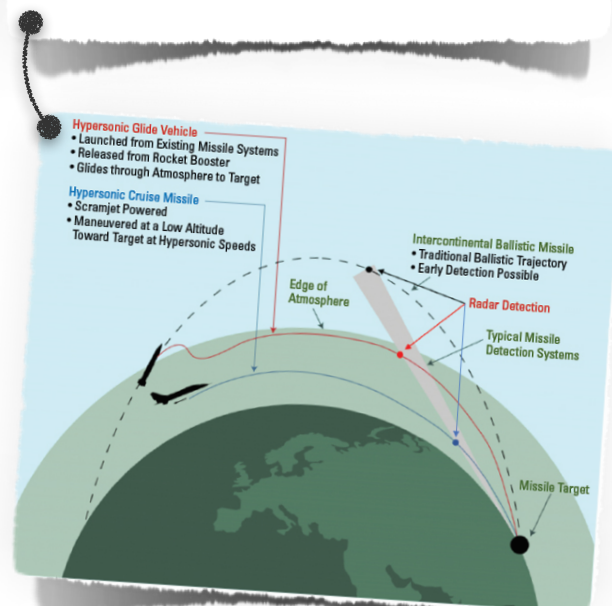 Hypersonic Glide Vehicle
• Launched from Existing Missile Systems
• Released from Rocket Booster
• Glides through Atmosphere to Target
Hypersonic Cruise Missile
• Scramjet Powered
• Maneuvered at a Low Altitude
Toward Target at Hypersonic Speeds
Intercontinental Ballistic Missile
• Traditional Ballistic Trajectory
• Early Detection Possible
Edge of
Atmosphere
Radar Detection
Typical Missile
Detection Systems
Missile Target